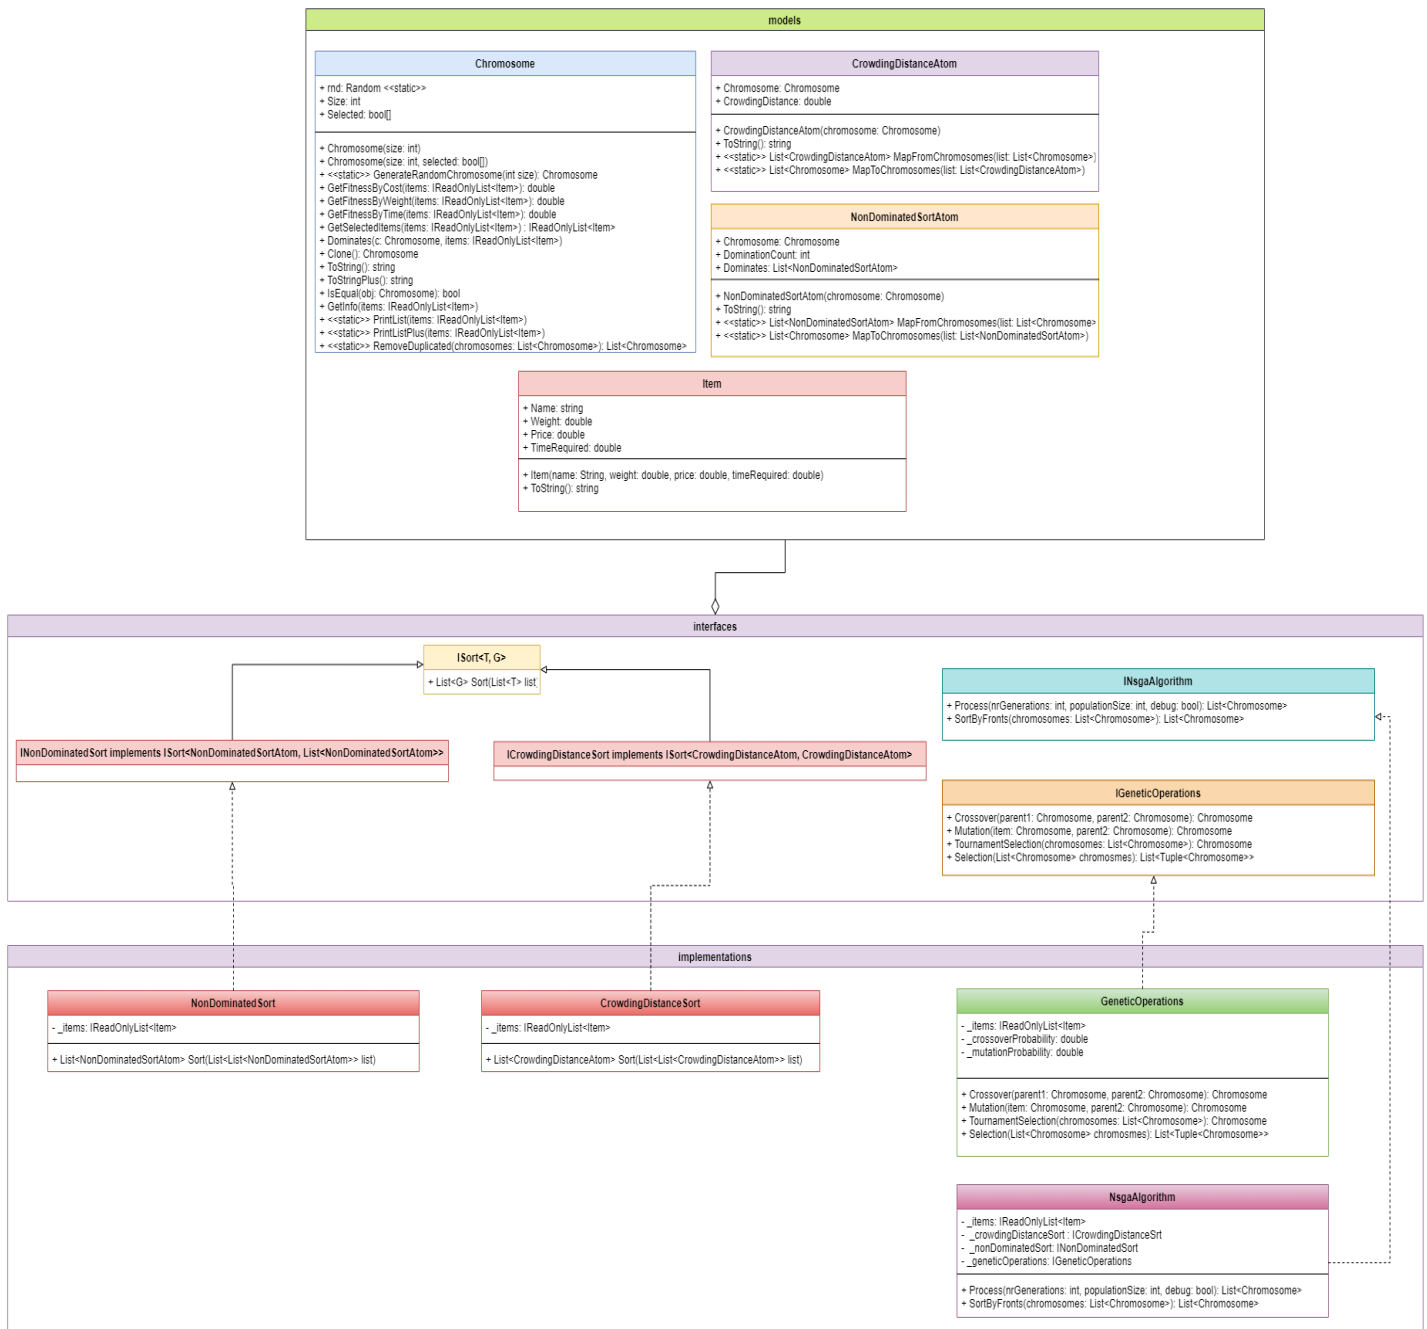 models
Chromosome
+ rnd: Random <<static>>
+ Size: int
+ Selected: bool[]
+ Chromosome(size: int)
+ Chromosome(size: int, selected: bool[])
+ <<static>> GenerateRandomChromosome(int size): Chromosome
+ GetFitnessByCost(items: IReadOnlyList<Item>): double
+ GetFitnessByWeight(items: IReadOnlyList<Item>): double
+ GetFitnessByTime(items: IReadOnlyList<Item>): double
+ GetSelectedItems(items: IReadOnlyList<Item>) : IReadOnlyList<Item>
+ Dominates(c: Chromosome, items: IReadOnlyList<Item>)
+ Clone(): Chromosome
+ ToString(): string
+ ToStringPlus(): string
+ IsEqual(obj: Chromosome): bool
+ GetInfo(items: IReadOnlyList<Item>)
+ <<static>> PrintList(items: IReadOnlyList<Item>)
+ <<static>> PrintListPlus(items: IReadOnlyList<Item>)
+ <<static>> RemoveDuplicated(chromosomes: List<Chromosome>): List<Chromosome>
CrowdingDistanceAtom
+ Chromosome: Chromosome
+ CrowdingDistance: double
+ CrowdingDistanceAtom(chromosome: Chromosome)
+ ToString(): string
+ <<static>> List<CrowdingDistanceAtom> MapFromChromosomes(list: List<Chromosome>)
+ <<static>> List<Chromosome> MapToChromosomes(list: List<CrowdingDistanceAtom>)
NonDominatedSortAtom
+ Chromosome: Chromosome
+ DominationCount: int
+ Dominates: List<NonDominatedSortAtom>
+ NonDominatedSortAtom(chromosome: Chromosome)
+ ToString(): string
+ <<static>> List<NonDominatedSortAtom> MapFromChromosomes(list: List<Chromosome>
+ <<static>> List<Chromosome> MapToChromosomes(list: List<NonDominatedSortAtom>)
Item
+ Name: string
+ Weight: double
+ Price: double
+ TimeRequired: double
+ Item(name: String, weight: double, price: double, timeRequired: double)
+ ToString(): string
interfaces
ISort<T, G>
+ List<G> Sort(List<T> list)
INonDominatedSort implements ISort<NonDominatedSortAtom, List<NonDominatedSortAtom>>
ICrowdingDistanceSort implements ISort<CrowdingDistanceAtom, CrowdingDistanceAtom>
INsgaAlgorithm
+ Process(nrGenerations: int, populationSize: int, debug: bool): List<Chromosome>
+ SortByFronts(chromosomes: List<Chromosome>): List<Chromosome>
IGeneticOperations
+ Crossover(parent1: Chromosome, parent2: Chromosome): Chromosome
+ Mutation(item: Chromosome, parent2: Chromosome): Chromosome
+ TournamentSelection(chromosomes: List<Chromosome>): Chromosome
+ Selection(List<Chromosome> chromosmes): List<Tuple<Chromosome>>
implementations
NonDominatedSort
- _items: IReadOnlyList<Item>
+ List<NonDominatedSortAtom> Sort(List<List<NonDominatedSortAtom>> list)
CrowdingDistanceSort
- _items: IReadOnlyList<Item>
+ List<CrowdingDistanceAtom> Sort(List<List<CrowdingDistanceAtom>> list)
GeneticOperations
- _items: IReadOnlyList<Item>
- _crossoverProbability: double
- _mutationProbability: double
+ Crossover(parent1: Chromosome, parent2: Chromosome): Chromosome
+ Mutation(item: Chromosome, parent2: Chromosome): Chromosome
+ TournamentSelection(chromosomes: List<Chromosome>): Chromosome
+ Selection(List<Chromosome> chromosmes): List<Tuple<Chromosome>>
NsgaAlgorithm
- _items: IReadOnlyList<Item>
- _crowdingDistanceSort : ICrowdingDistanceSrt
- _nonDominatedSort: INonDominatedSort
- _geneticOperations: IGeneticOperations
+ Process(nrGenerations: int, populationSize: int, debug: bool): List<Chromosome>
+ SortByFronts(chromosomes: List<Chromosome>): List<Chromosome>